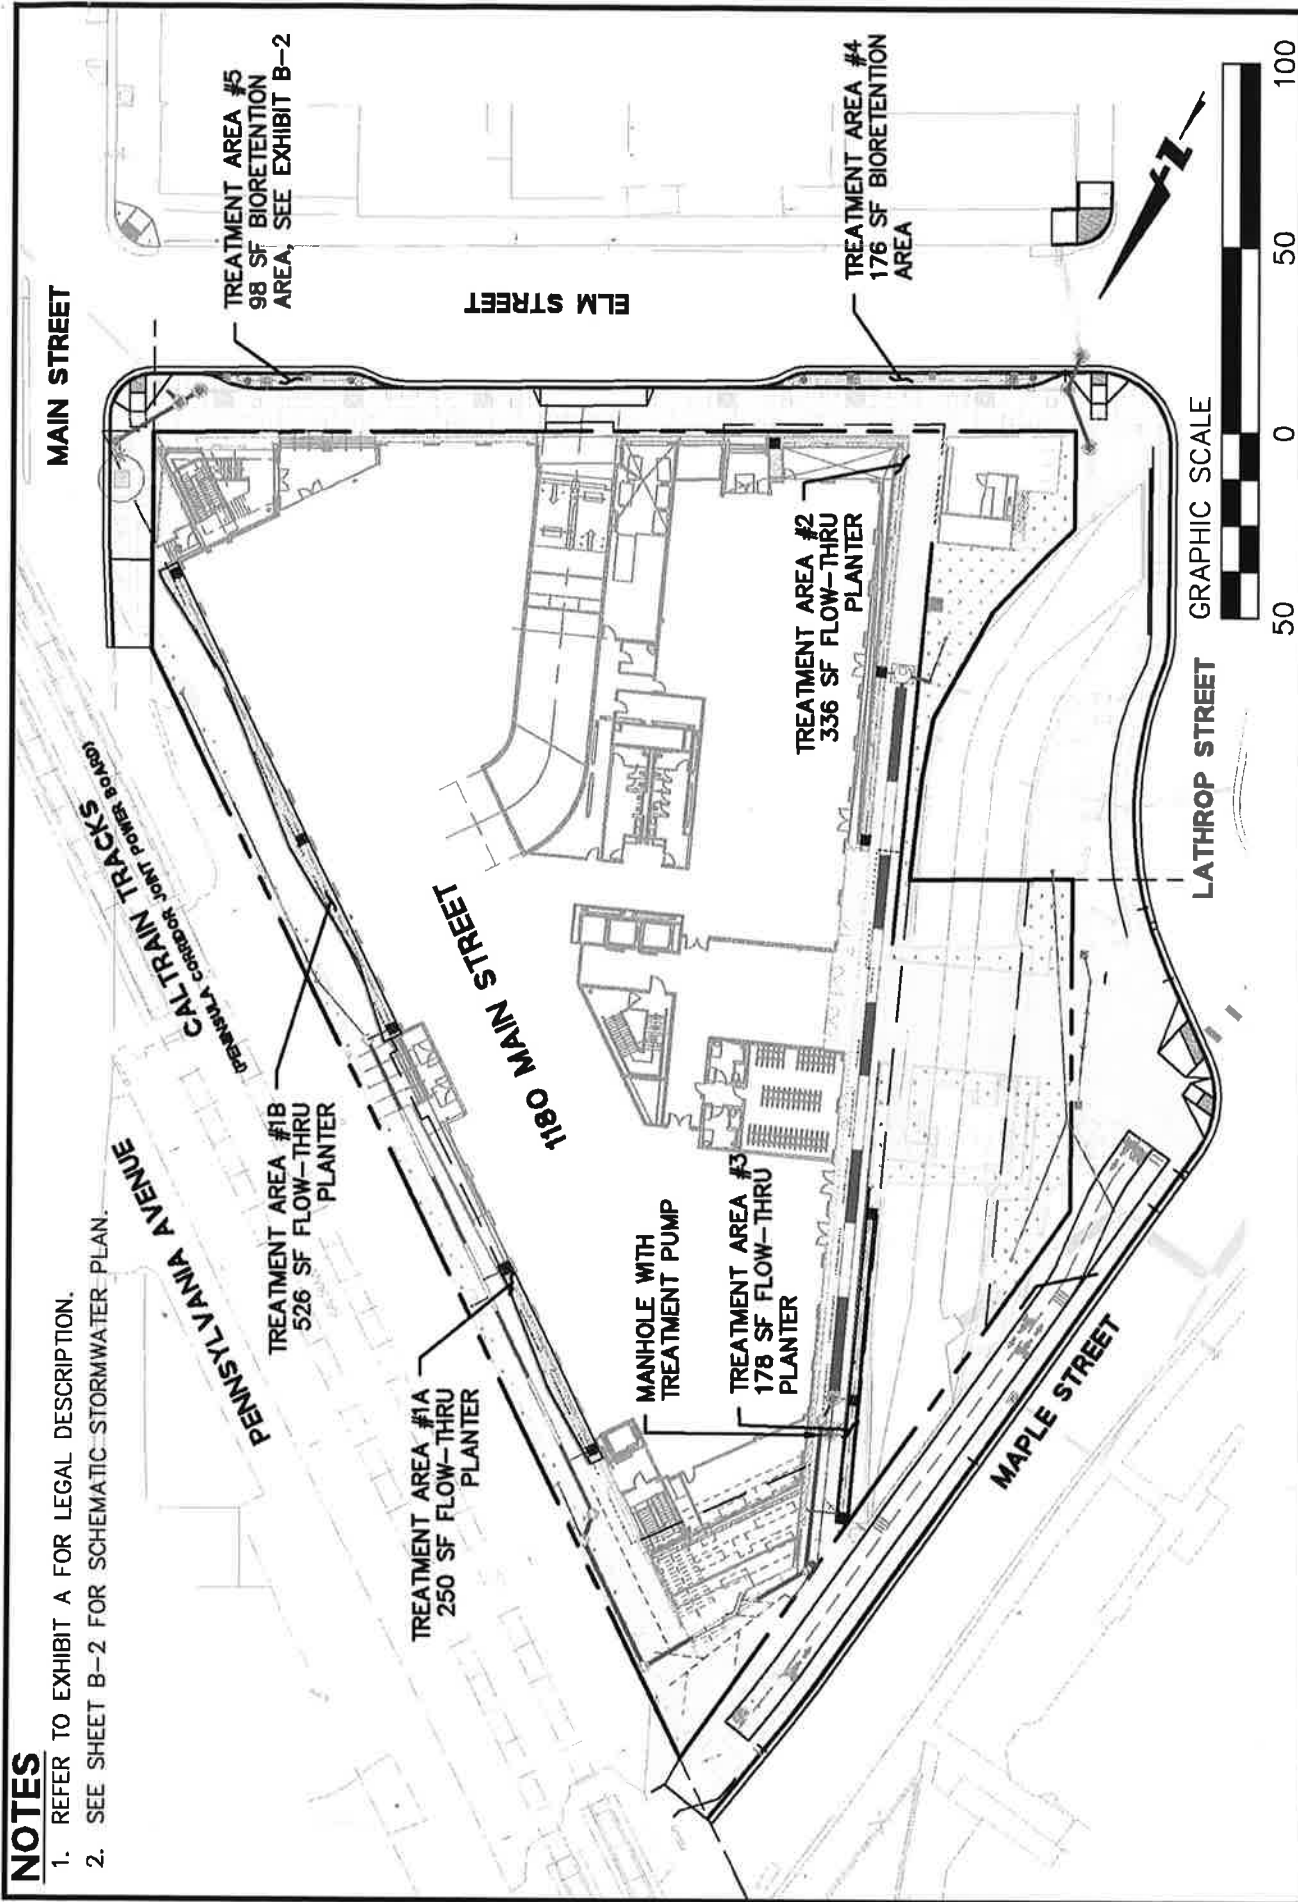 NOTES
1. REFER TO EXHIBIT A FOR LEGAL DESCRIPTION.
2. SEE SHEET B-2 FOR SCHEMATIC STORMWATER PLAN.
PENNSYLVANIA AVENUE
CALTRAIN TRACKS
(PENINSULA CORRIDOR JOINT POWER BOARD)
MAIN STREET
TREATMENT AREA #1A
250 SF FLOW-THRU
PLANTER
TREATMENT AREA #1B
526 SF FLOW-THRU
PLANTER
TREATMENT AREA #5
98 SF BIORETENTION
AREA, SEE EXHIBIT B-2
1180 MAIN STREET
ELM STREET
MANHOLE WITH
TREATMENT PUMP
TREATMENT AREA #3
178 SF FLOW-THRU
PLANTER
TREATMENT AREA #2
336 SF FLOW-THRU
PLANTER
TREATMENT AREA #4
176 SF BIORETENTION
AREA
MAPLE STREET
LATHROP STREET
N
GRAPHIC SCALE
50 0 50 100